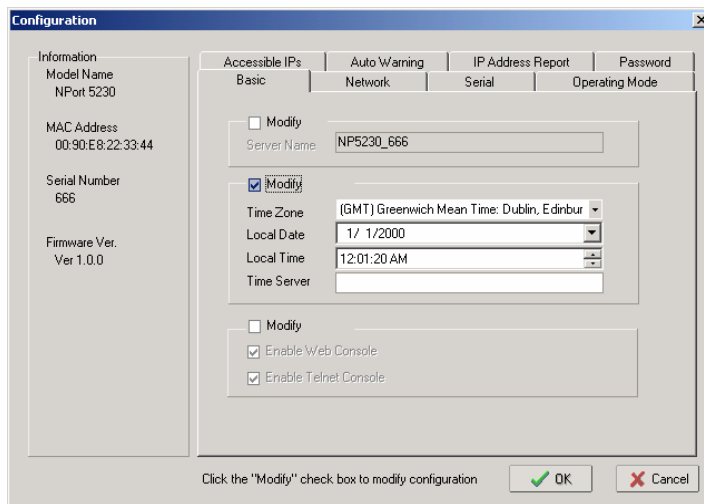 Configuration
Information
Model Name
NPort 5230
MAC Address
00:90:E8:22:33:44
Serial Number
666
Firmware Ver.
Ver 1.0.0
Accessible IPs
Auto Warning
IP Address Report
Password
Basic
Network
Serial
Operating Mode
Modify
Server Name
NP5230_666
Modify
Time Zone
(GMT) Greenwich Mean Time: Dublin, Edinbur
Local Date
1/ 1/2000
Local Time
12:01:20 AM
Time Server
Modify
Enable Web Console
Enable Telnet Console
Click the "Modify" check box to modify configuration
OK
Cancel